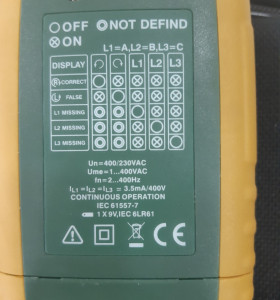 ○ OFF ◉ NOT DEFIND
⊗ ON
L1=A,L2=B,L3=C
DISPLAY ↻ ↺ L1 L2 L3
(R) CORRECT
(L) FALSE
L1 MISSING
L2 MISSING
L3 MISSING
Un=400/230VAC
Ume=1...400VAC
fn=2...400Hz
IL1=IL2=IL3= 3.5mA/400V
CONTINUOUS OPERATION
IEC 61557-7
1 X 9V,IEC 6LR61
CE